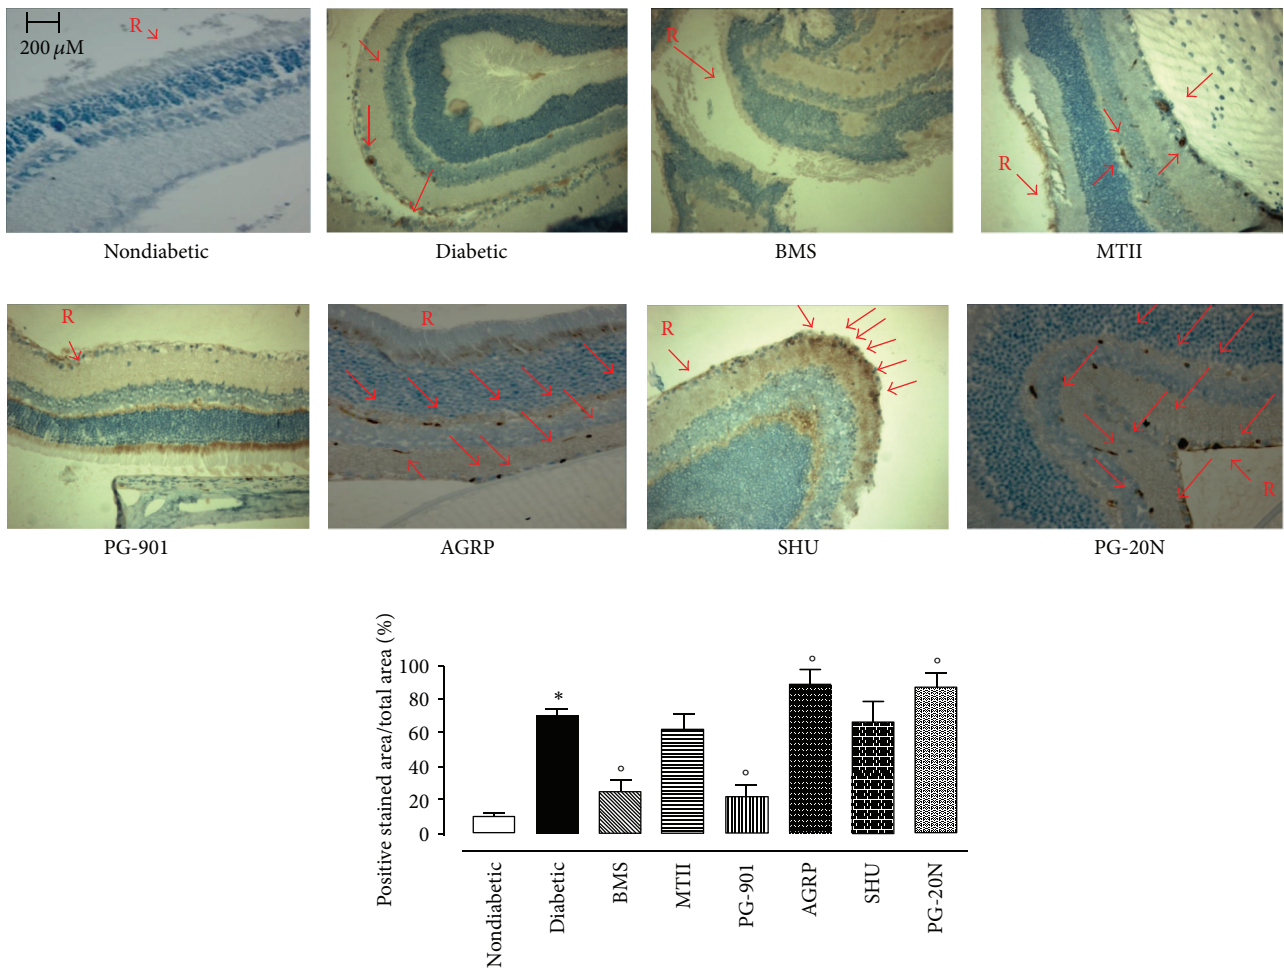 R
200 μM
R
R
Nondiabetic
Diabetic
BMS
MTII
R
R
R
R
PG-901
AGRP
SHU
PG-20N
Positive stained area/total area (%)
100
80
60
40
20
0
*
°
°
°
°
Nondiabetic
Diabetic
BMS
MTII
PG-901
AGRP
SHU
PG-20N